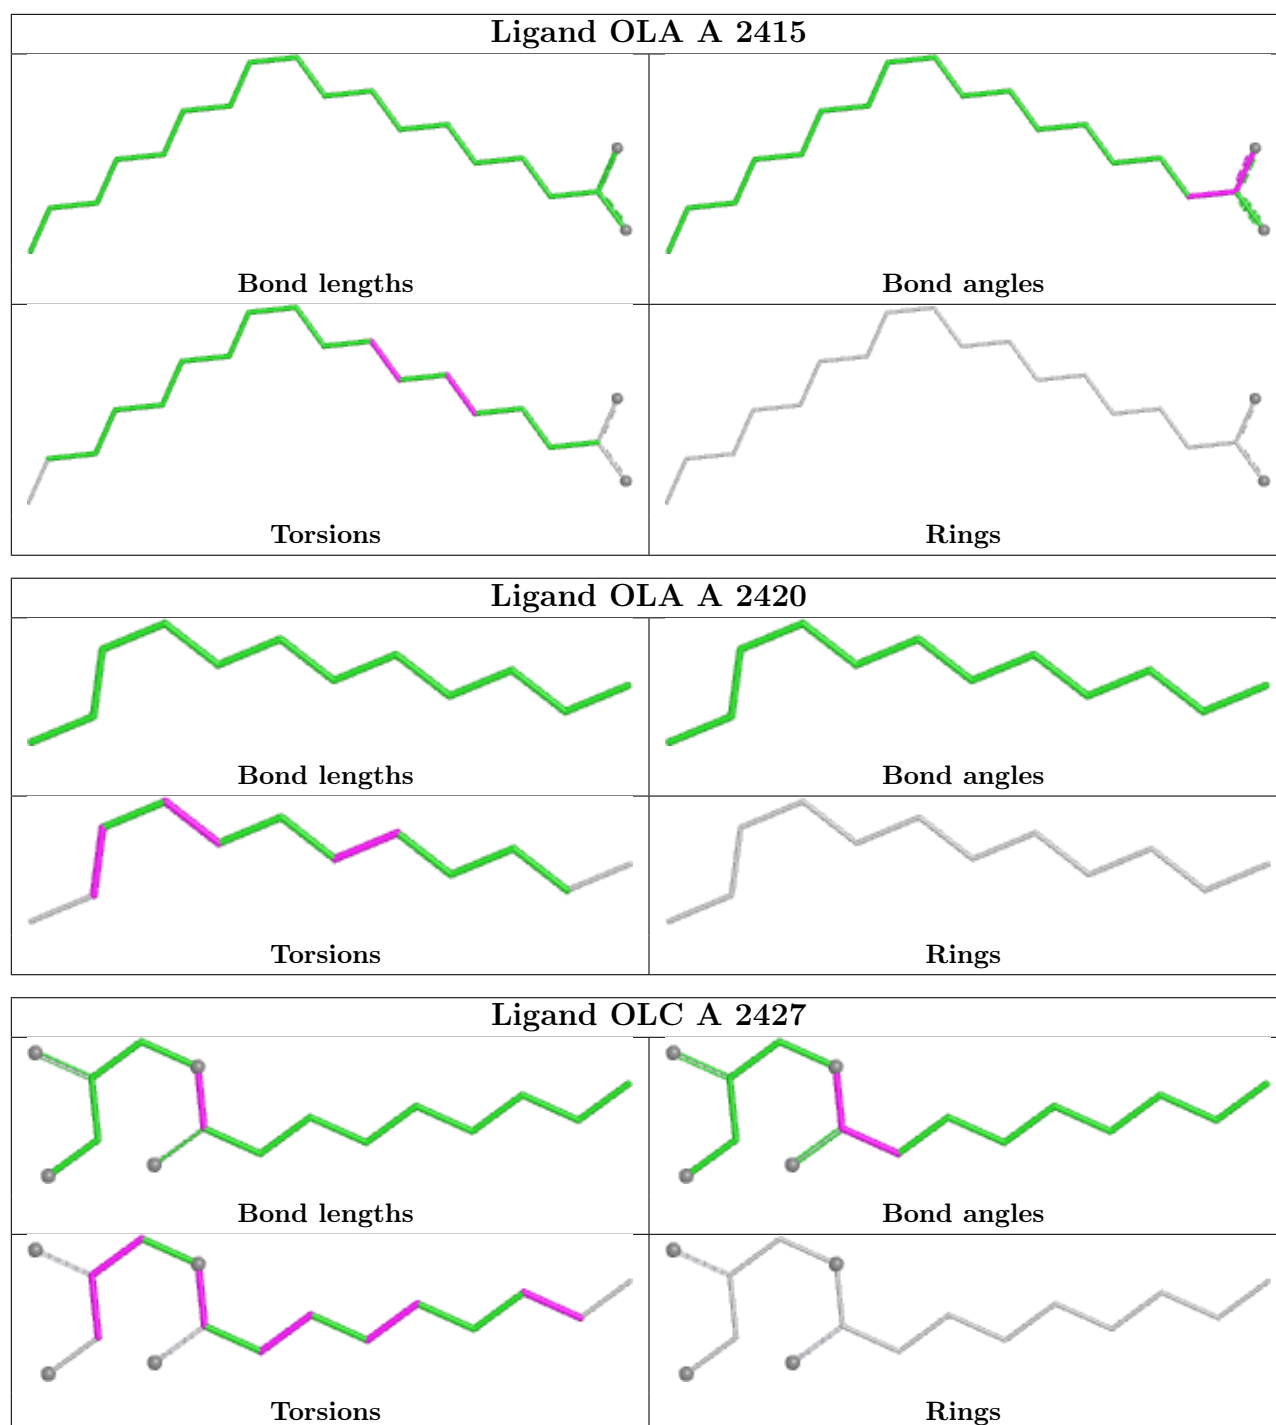 Ligand OLA A 2415
Bond lengths
Bond angles
Torsions
Rings
Ligand OLA A 2420
Bond lengths
Bond angles
Torsions
Rings
Ligand OLC A 2427
Bond lengths
Bond angles
Torsions
Rings